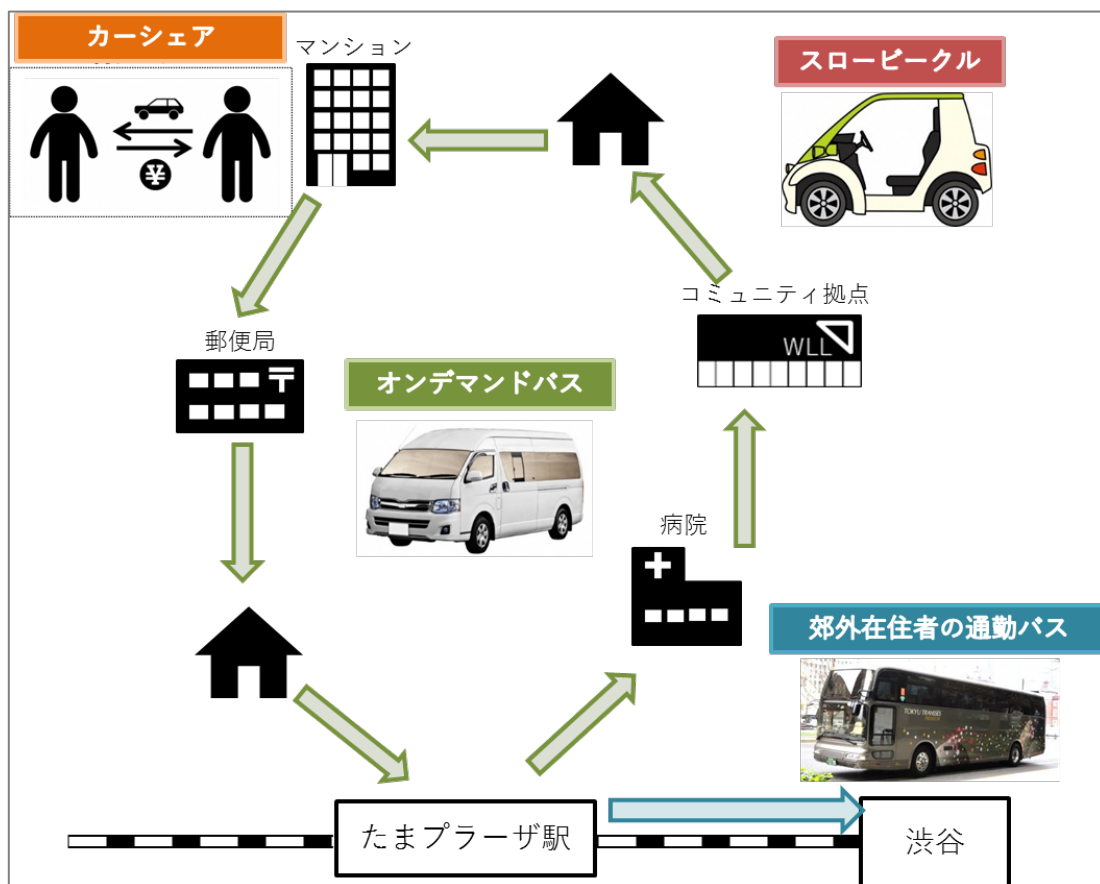 カーシェア
マンション
スロービークル
¥
コミュニティ拠点
WLL
郵便局
〒
オンデマンドバス
病院
郊外在住者の通勤バス
TOKYU TRANSÉS
たまプラーザ駅
渋谷